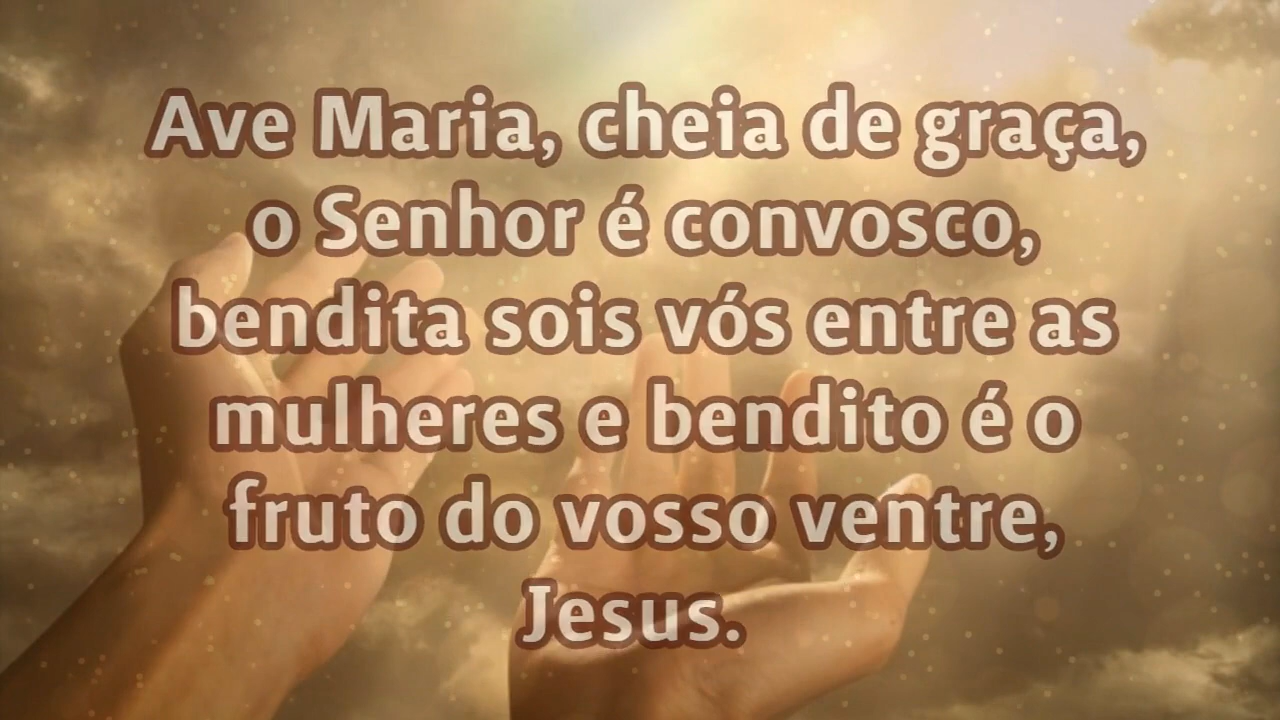 Ave Maria, cheia de graça,
o Senhor é convosco,
bendita sois vós entre as
mulheres e bendito é o
fruto do vosso ventre,
Jesus.